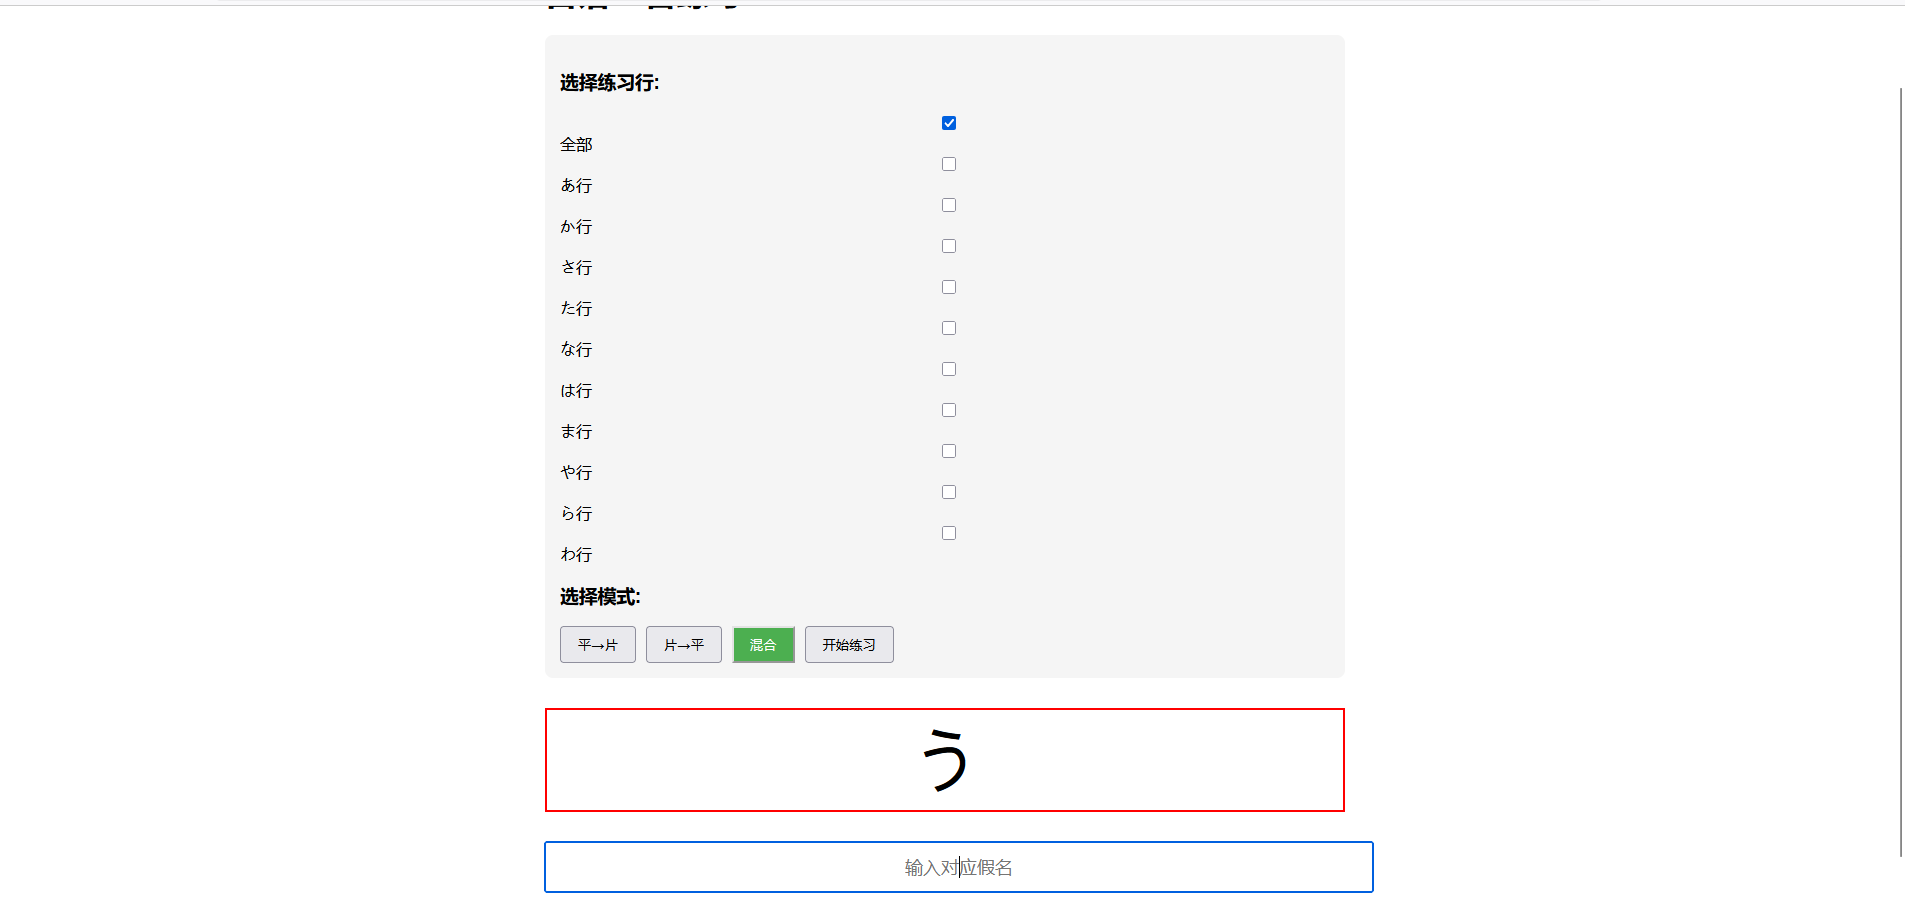 选择练习行:
全部
あ行
か行
さ行
た行
な行
は行
ま行
や行
ら行
わ行
选择模式:
平→片 片→平 混合 开始练习
う
输入对应假名